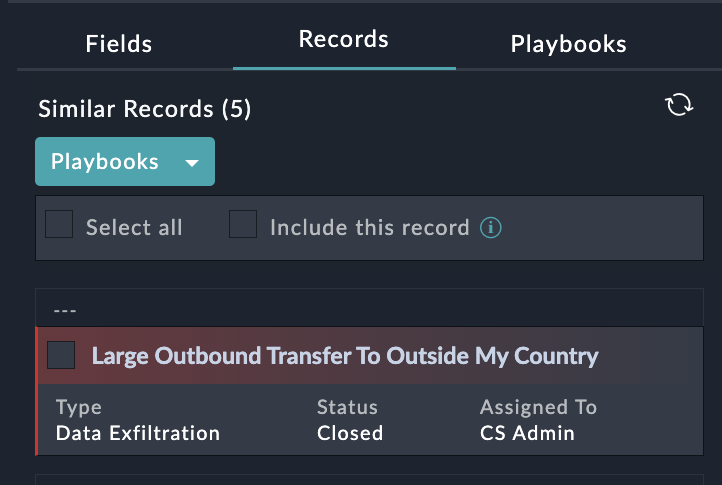 Fields Records Playbooks
Similar Records (5)
Playbooks
Select all Include this record
---
Large Outbound Transfer To Outside My Country
Type Status Assigned To
Data Exfiltration Closed CS Admin